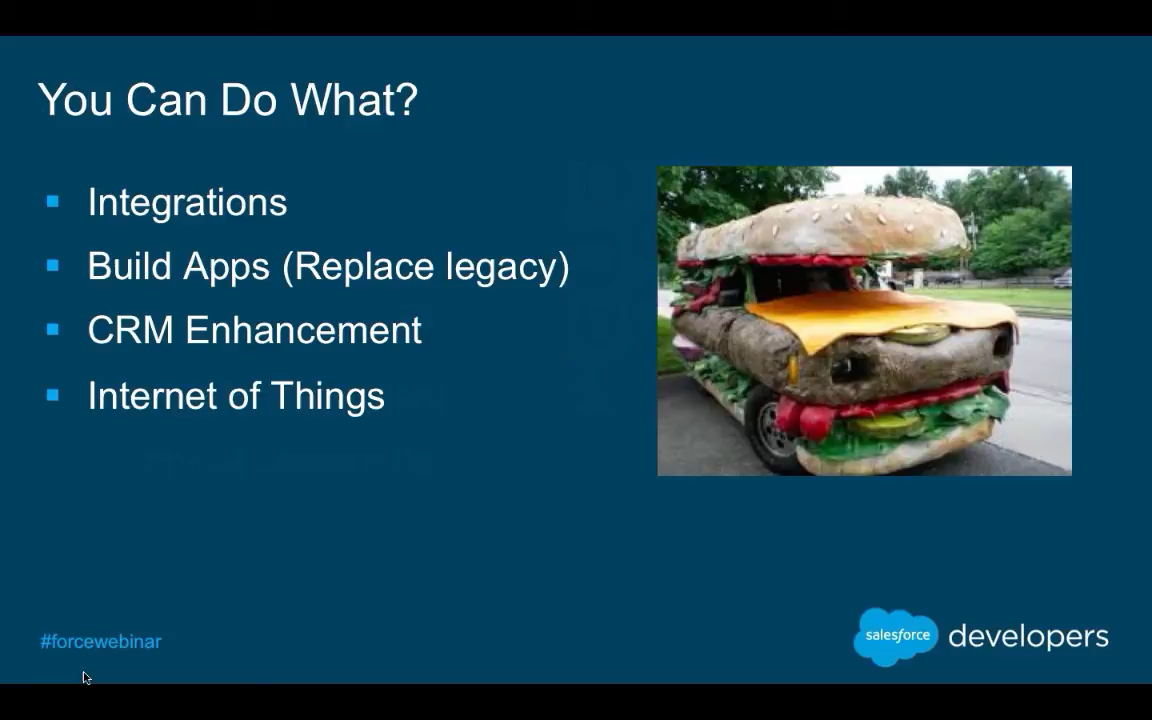 You Can Do What?
Integrations
Build Apps (Replace legacy)
CRM Enhancement
Internet of Things
#forcewebinar
salesforce developers